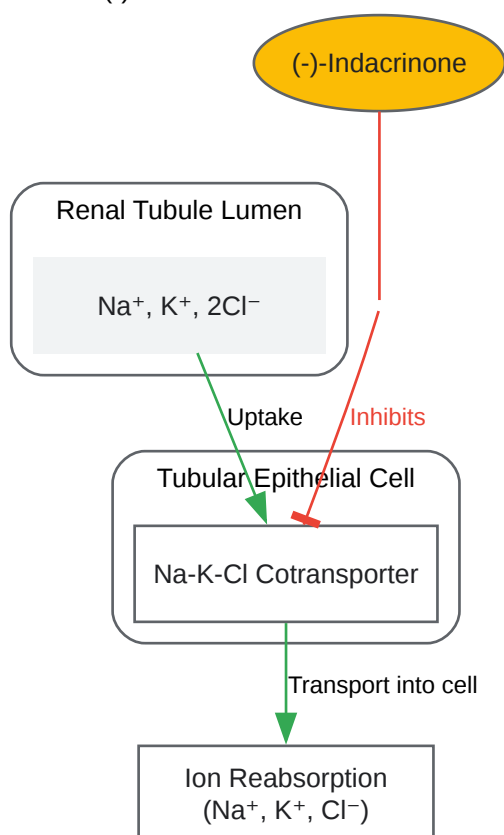 (-)-Indacrinone
Renal Tubule Lumen
Na⁺, K⁺, 2Cl⁻
Uptake
Inhibits
Tubular Epithelial Cell
Na-K-Cl Cotransporter
Transport into cell
Ion Reabsorption
(Na⁺, K⁺, Cl⁻)